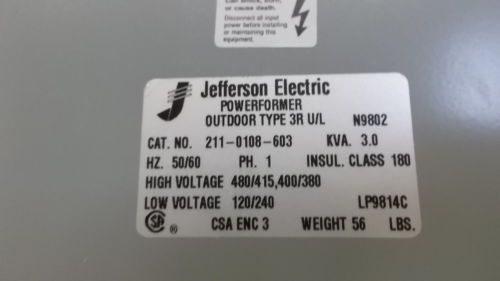 or cause death.
Disconnect all input
power before installing
or maintaining this
equipment.
Jefferson Electric
POWERFORMER
OUTDOOR TYPE 3R U/L N9802
CAT. NO. 211-0108-603 KVA. 3.0
HZ. 50/60 PH. 1 INSUL. CLASS 180
HIGH VOLTAGE 480/415,400/380
LOW VOLTAGE 120/240 LP9814C
SA ® CSA ENC 3 WEIGHT 56 LBS.